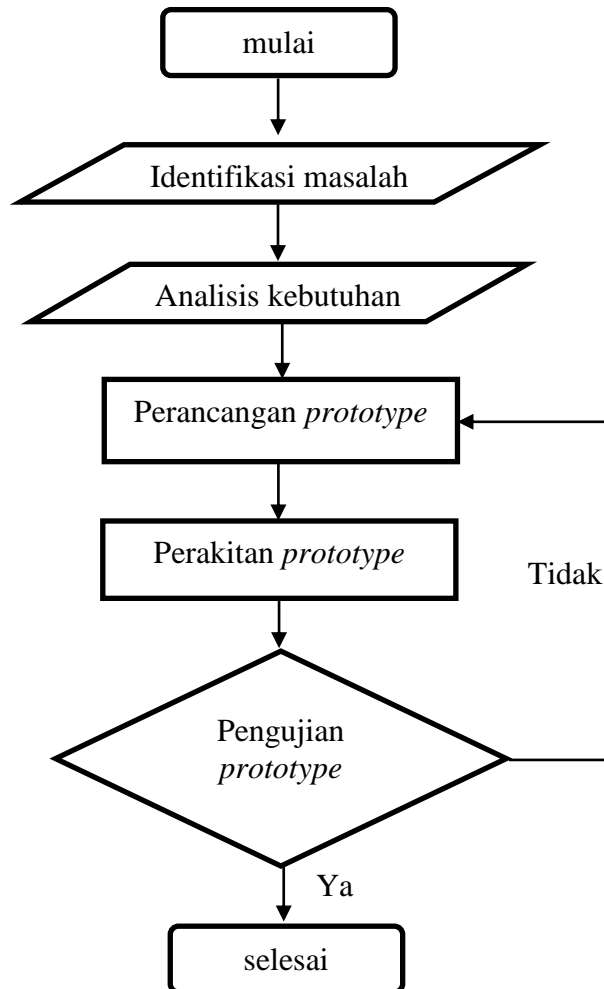 mulai
Identifikasi masalah
Analisis kebutuhan
Perancangan prototype
Perakitan prototype
Tidak
Pengujian
prototype
Ya
selesai